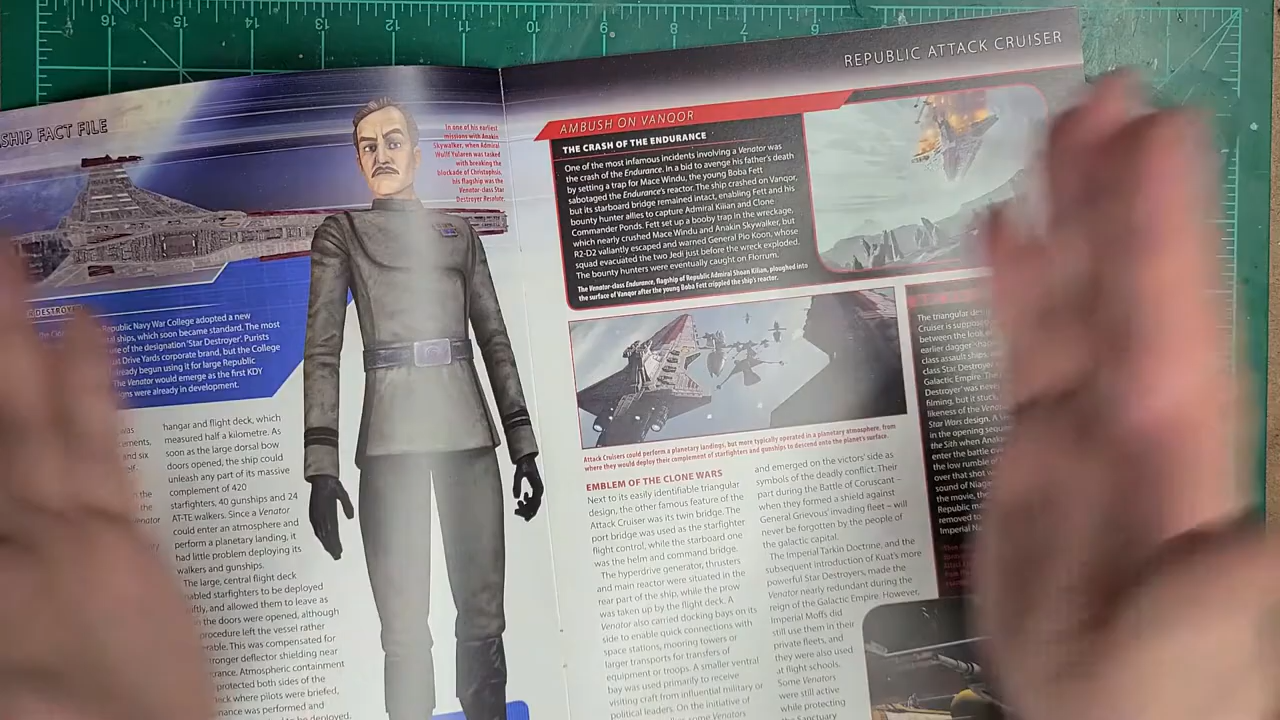 16 15 13 12 11 10 9 8 7 6
SHIP FACT FILE
REPUBLIC ATTACK CRUISER
In one of his earliest
missions with Anakin
Skywalker, when Admiral
Wullf Yularen was tasked
with breaking the
blockade of Christophsis,
his flagship was the
Venator-class Star
Destroyer Resolute.
DESTROYER
Republic Navy War College adopted a new
ships, which soon became standard. The most
use of the designation 'Star Destroyer'. Purists
Drive Yards corporate brand, but the College
already begun using it for large Republic
The Venator would emerge as the first KDY
signs were already in development.
hangar and flight deck, which
measured half a kilometre. As
soon as the large dorsal bow
doors opened, the ship could
unleash any part of its massive
complement of 420
starfighters, 40 gunships and 24
AT-TE walkers. Since a Venator
could enter an atmosphere and
perform a planetary landing, it
had little problem deploying its
walkers and gunships.
The large, central flight deck
enabled starfighters to be deployed
and allowed them to leave as
the doors were opened, although
procedure left the vessel rather
This was compensated for
stronger deflector shielding near
Atmospheric containment
protected both sides of the
where pilots were briefed,
was performed and
to be deployed.
AMBUSH ON VANQOR
THE CRASH OF THE ENDURANCE
One of the most infamous incidents involving a Venator was
the crash of the Endurance. In a bid to avenge his father's death
by setting a trap for Mace Windu, the young Boba Fett
sabotaged the Endurance's reactor. The ship crashed on Vanqor,
but its starboard bridge remained intact, enabling Fett and his
bounty hunter allies to capture Admiral Kilian and Clone
Commander Ponds. Fett set up a booby trap in the wreckage,
which nearly crushed Mace Windu and Anakin Skywalker, but
R2-D2 valiantly escaped and warned General Plo Koon, whose
squad evacuated the two Jedi just before the wreck exploded.
The bounty hunters were eventually caught on Florrum.
The Venator-class Endurance, flagship of Republic Admiral Shoan Kilian, ploughed into
the surface of Vanqor after the young Boba Fett crippled the ship's reactor.
Attack Cruisers could perform a planetary landings, but more typically operated in a planetary atmosphere, from
where they would deploy their complement of starfighters and gunships to descend onto the planet's surface.
EMBLEM OF THE CLONE WARS
Next to its easily identifiable triangular
design, the other famous feature of the
Attack Cruiser was its twin bridge. The
port bridge was used as the starfighter
flight control, while the starboard one
was the helm and command bridge.
The hyperdrive generator, thrusters
and main reactor were situated in the
rear part of the ship, while the prow
was taken up by the flight deck. A
Venator also carried docking bays on its
side to enable quick connections with
space stations, mooring towers or
larger transports for transfers of
equipment or troops. A smaller ventral
bay was used primarily to receive
visiting craft from influential military or
political leaders. On the initiative of
some Venators
and emerged on the victors' side as
symbols of the deadly conflict. Their
part during the Battle of Coruscant –
when they formed a shield against
General Grievous' invading fleet – will
never be forgotten by the people of
the galactic capital.
The Imperial Tarkin Doctrine, and the
subsequent introduction of Kuat's more
powerful Star Destroyers, made the
Venator nearly redundant during the
reign of the Galactic Empire. However,
Imperial Moffs did
still use them in their
private fleets, and
they were also used
at flight schools.
Some Venators
were still active
while protecting
the Sanctuary
The triangular
Cruiser is
between the
earlier dagger
class assault ships,
class Star
Galactic Empire. The
Destroyer' was
filming, but it stuck,
likeness of the
Star Wars design. A
in the opening
the Sith when
enter the battle
the low rumble of
over that shot
sound of
the movie, the
Republic
removed to
Imperial